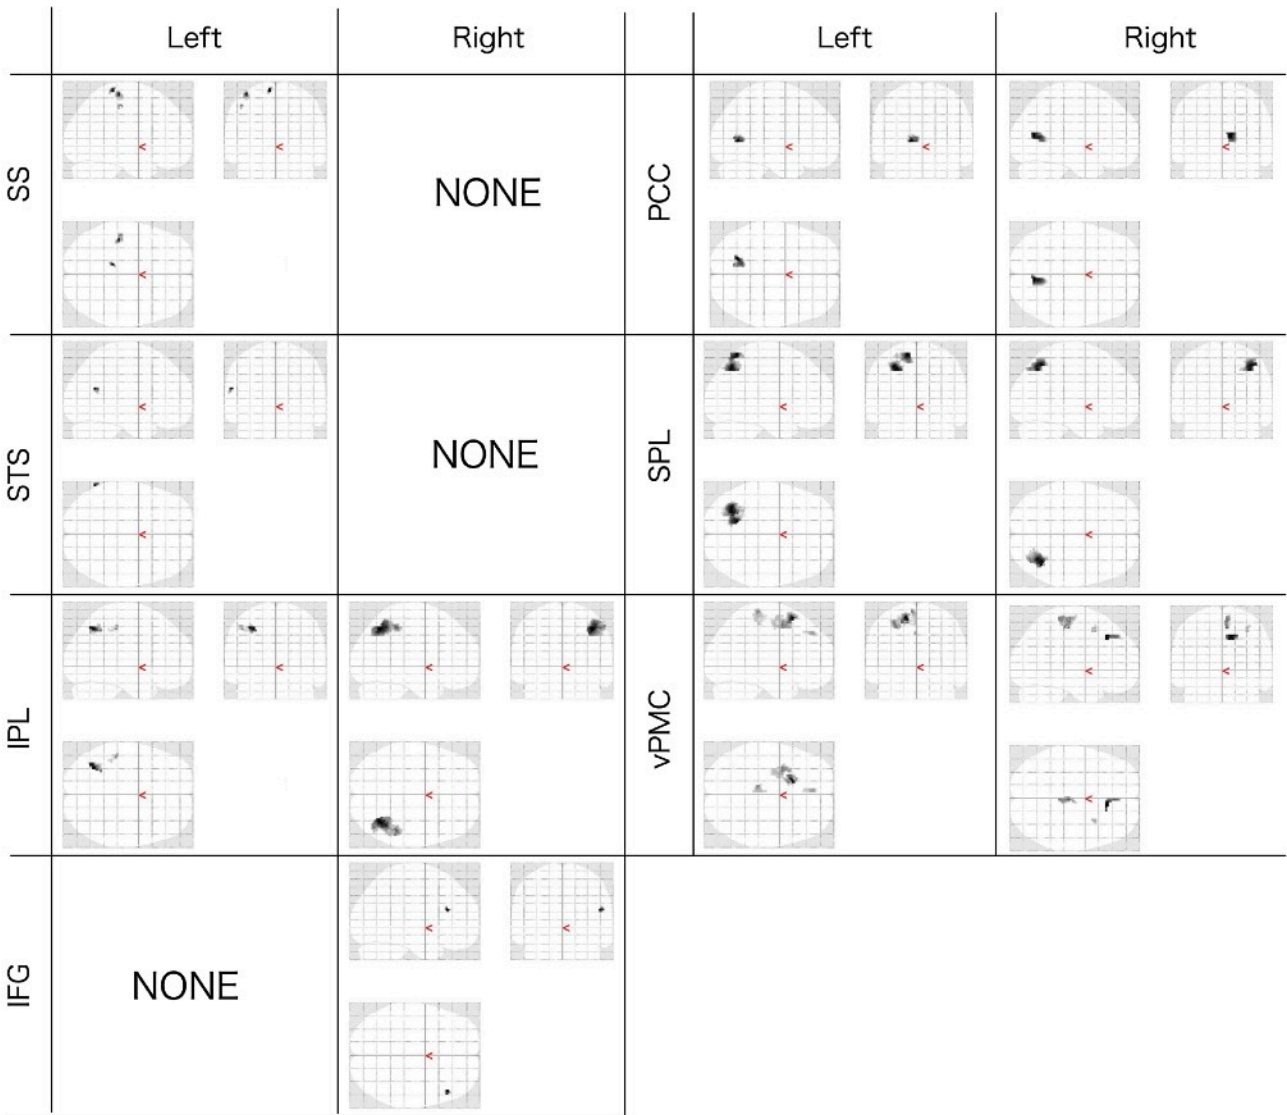 Left Right Left Right
SS NONE PCC
STS NONE SPL
IPL vPMC
IFG NONE